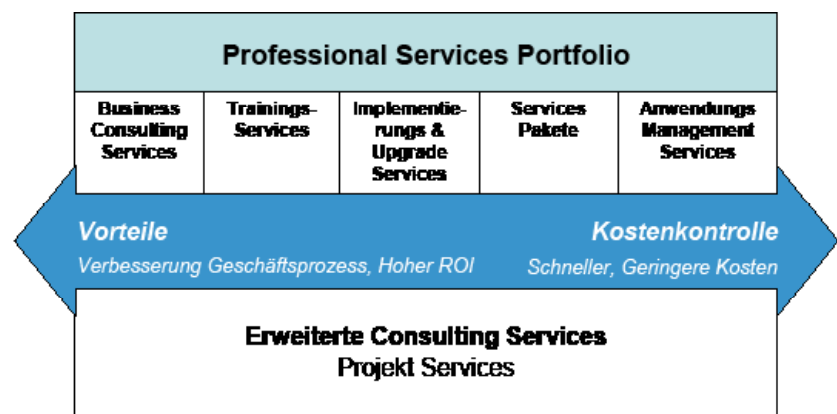 Professional Services Portfolio
Business
Consulting
Services
Trainings-
Services
Implementie-
rungs &
Upgrade
Services
Services
Pakete
Anwendungs
Management
Services
Vorteile
Kostenkontrolle
Verbesserung Geschäftsprozess, Hoher ROI
Schneller, Geringere Kosten
Erweiterte Consulting Services
Projekt Services